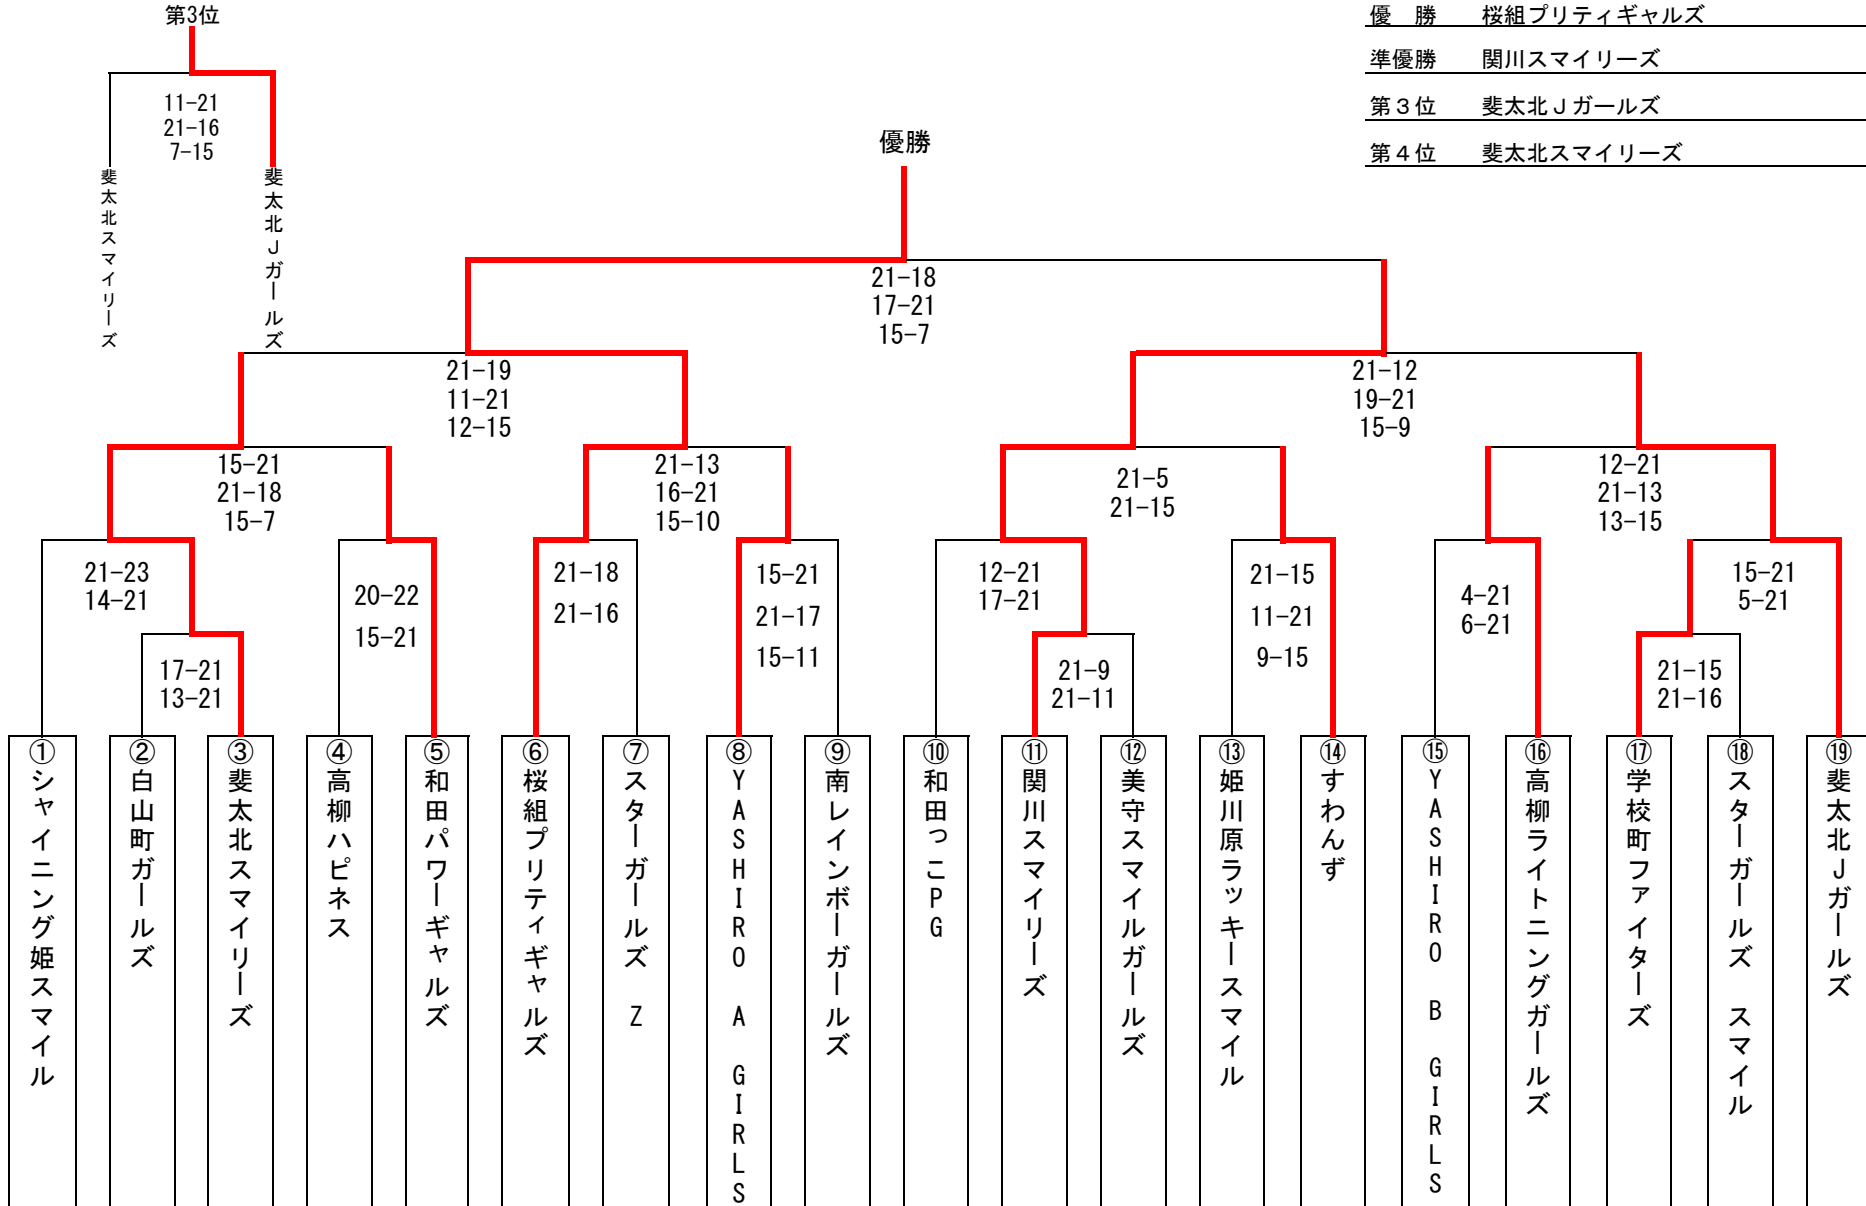 第3位
11-21
21-16
7-15
斐太北スマイリーズ
斐太北Jガールズ
優　勝　桜組プリティギャルズ
準優勝　関川スマイリーズ
第３位　斐太北Ｊガールズ
第４位　斐太北スマイリーズ
優勝
21-18
17-21
15-7
21-19
11-21
12-15
21-12
19-21
15-9
15-21
21-18
15-7
21-13
16-21
15-10
21-5
21-15
12-21
21-13
13-15
21-23
14-21
20-22
15-21
21-18
21-16
15-21
21-17
15-11
12-21
17-21
21-15
11-21
9-15
4-21
6-21
15-21
5-21
17-21
13-21
21-9
21-11
21-15
21-16
①シャイニング姫スマイル
②白山町ガールズ
③斐太北スマイリーズ
④高柳ハピネス
⑤和田パワーギャルズ
⑥桜組プリティギャルズ
⑦スターガールズ Z
⑧YASHIRO A GIRLS
⑨南レインボーガールズ
⑩和田っこPG
⑪関川スマイリーズ
⑫美守スマイルガールズ
⑬姫川原ラッキースマイル
⑭すわんず
⑮YASHIRO B GIRLS
⑯高柳ライトニングガールズ
⑰学校町ファイターズ
⑱スターガールズ スマイル
⑲斐太北Jガールズ